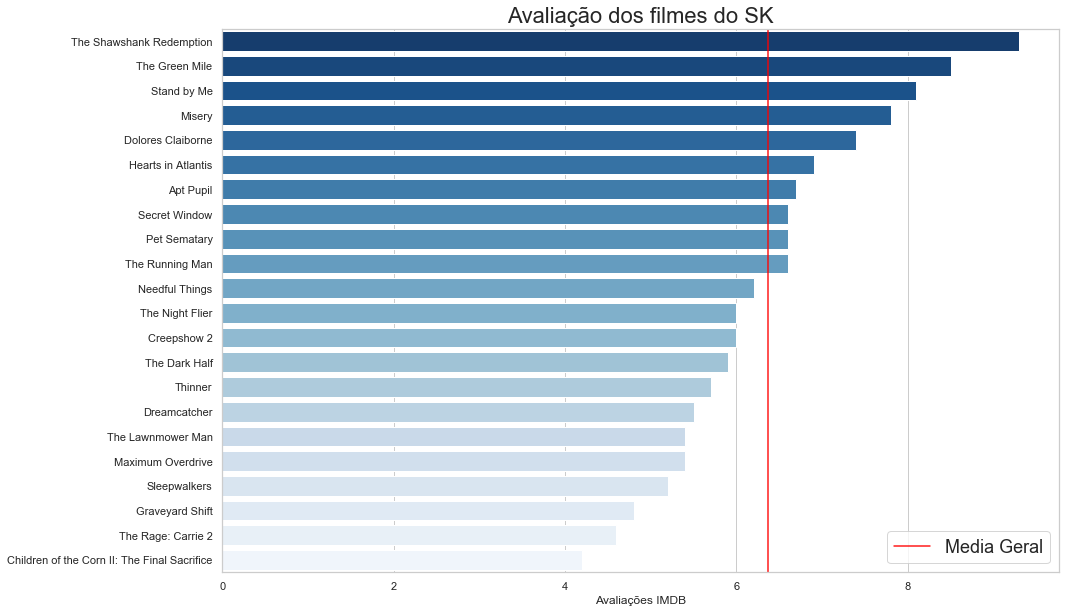 Avaliação dos filmes do SK
The Shawshank Redemption
The Green Mile
Stand by Me
Misery
Dolores Claiborne
Hearts in Atlantis
Apt Pupil
Secret Window
Pet Sematary
The Running Man
Needful Things
The Night Flier
Creepshow 2
The Dark Half
Thinner
Dreamcatcher
The Lawnmower Man
Maximum Overdrive
Sleepwalkers
Graveyard Shift
The Rage: Carrie 2
Children of the Corn II: The Final Sacrifice
Media Geral
0 2 4 6 8
Avaliações IMDB